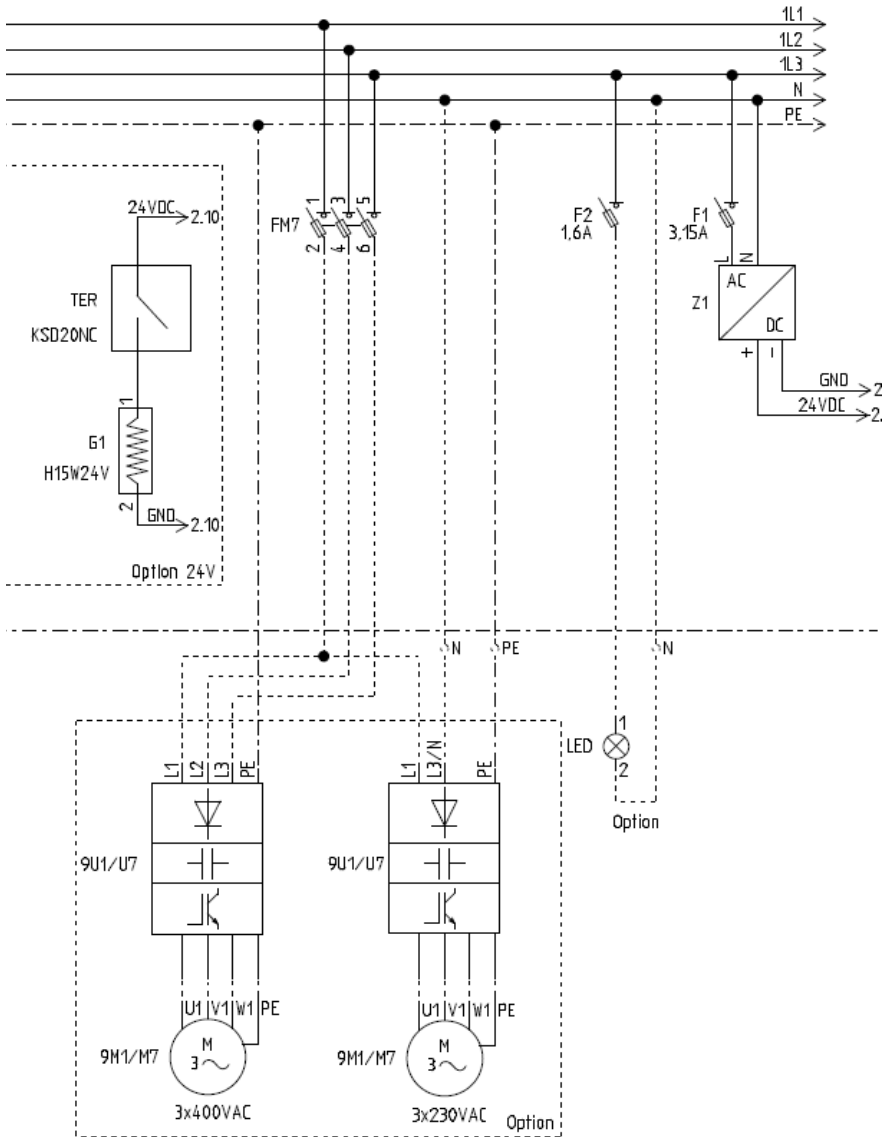 1L1
1L2
1L3
N
PE
24VDC 2.10
TER
KSD20NC
1
G1
H15W24V
2
GND 2.10
Option 24V
FM7
1 3 5
2 4 6
F2
1,6A
F1
3,15A
L N
AC
Z1
DC
+ -
GND 2
24VDC 2.
N
PE
N
L1 L2 L3 PE
L1 L3/N PE
LED
1
2
Option
9U1/U7
9U1/U7
U1 V1 W1 PE
U1 V1 W1 PE
9M1/M7
M
3
9M1/M7
M
3
3x400VAC
3x230VAC
Option